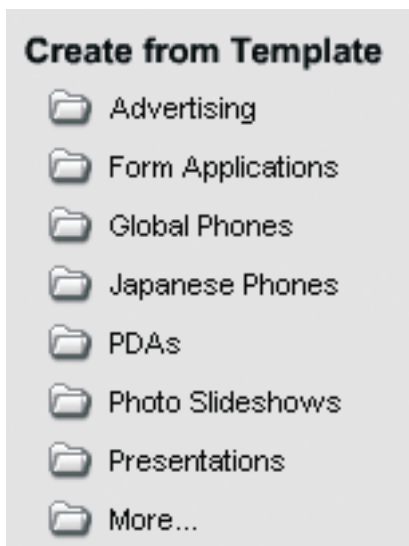 Create from Template
Advertising
Form Applications
Global Phones
Japanese Phones
PDAs
Photo Slideshows
Presentations
More...